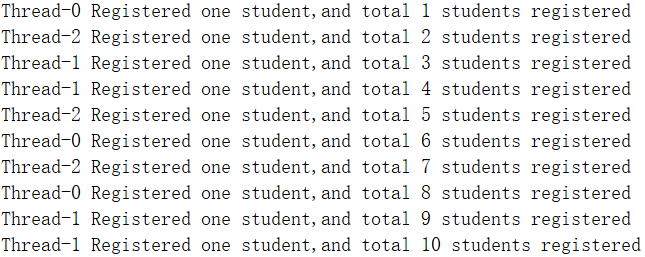 Thread-0 Registered one student,and total 1 students registered
Thread-2 Registered one student,and total 2 students registered
Thread-1 Registered one student,and total 3 students registered
Thread-1 Registered one student,and total 4 students registered
Thread-2 Registered one student,and total 5 students registered
Thread-0 Registered one student,and total 6 students registered
Thread-2 Registered one student,and total 7 students registered
Thread-0 Registered one student,and total 8 students registered
Thread-1 Registered one student,and total 9 students registered
Thread-1 Registered one student,and total 10 students registered